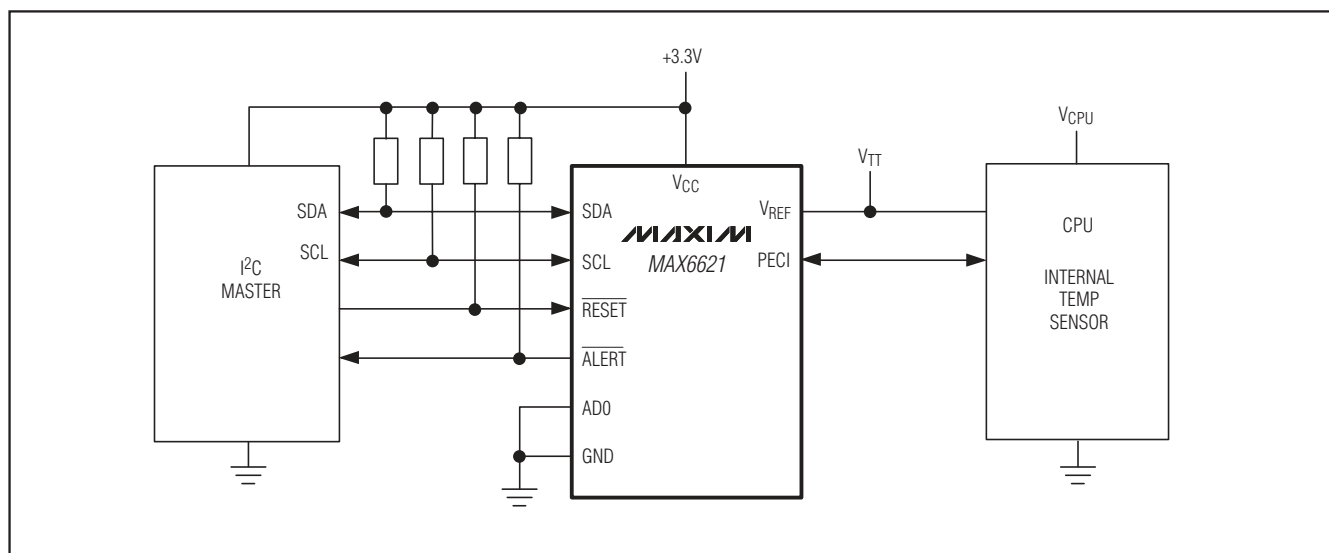 +3.3V
I²C
MASTER
SDA
SCL
VCC
SDA
SCL
RESET
ALERT
AD0
GND
MAXIM
MAX6621
VREF
PECI
VTT
VCPU
CPU
INTERNAL
TEMP
SENSOR